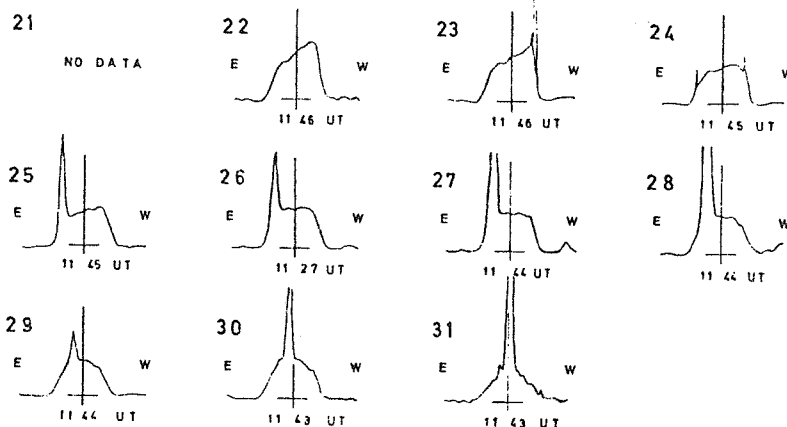 21
NO DATA
22
E W
11 46 UT
23
E W
11 46 UT
24
E W
11 45 UT
25
E W
11 45 UT
26
E W
11 27 UT
27
E W
11 44 UT
28
E W
11 44 UT
29
E W
11 44 UT
30
E W
11 43 UT
31
E W
11 43 UT